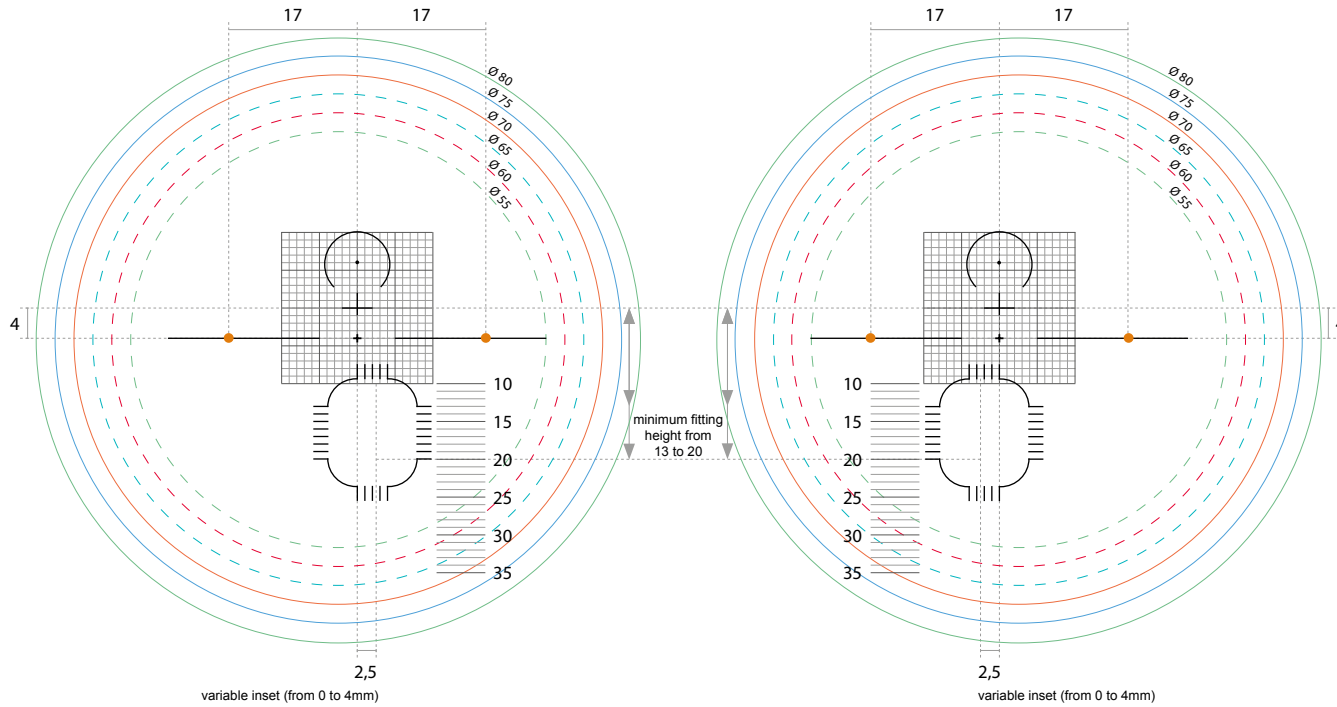 17 17 17 17
Ø 80 Ø 80
Ø 75 Ø 75
Ø 70 Ø 70
Ø 65 Ø 65
Ø 60 Ø 60
Ø 55 Ø 55
4
10 10
15 minimum fitting 15
height from
20 13 to 20 20
25 25
30 30
35 35
2,5 2,5
variable inset (from 0 to 4mm) variable inset (from 0 to 4mm)